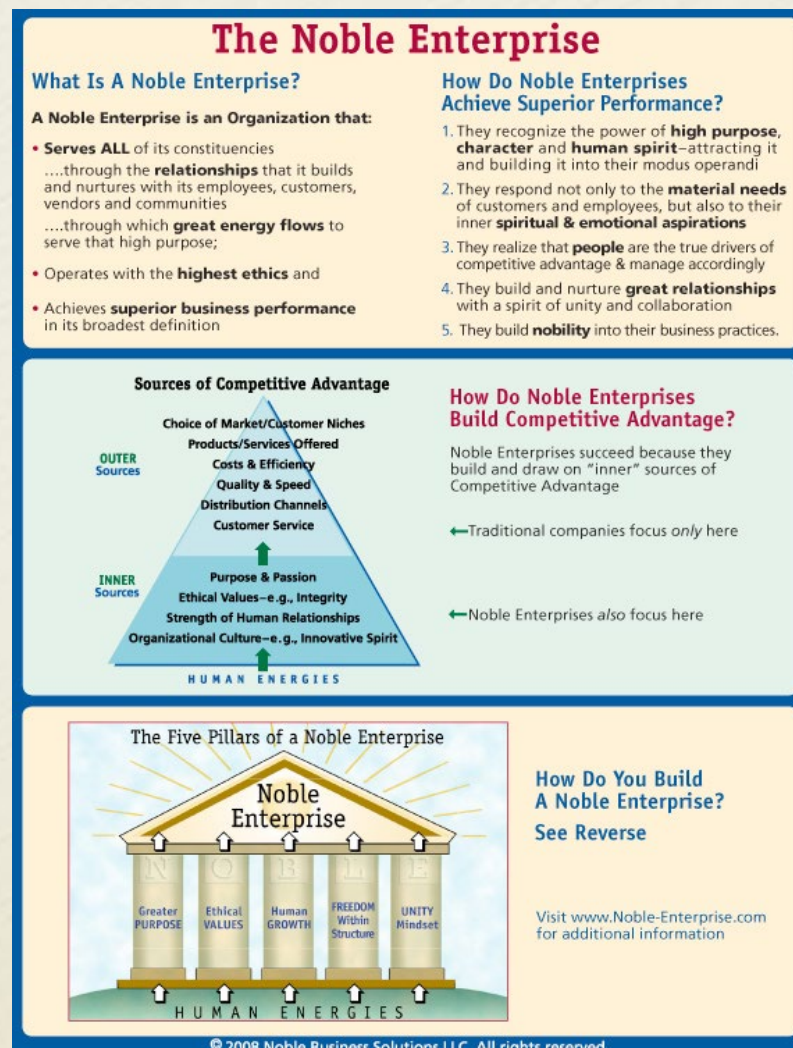 The Noble Enterprise
What Is A Noble Enterprise?
A Noble Enterprise is an Organization that:
• Serves ALL of its constituencies
....through the relationships that it builds
and nurtures with its employees, customers,
vendors and communities
....through which great energy flows to
serve that high purpose;
• Operates with the highest ethics and
• Achieves superior business performance
in its broadest definition
How Do Noble Enterprises
Achieve Superior Performance?
1. They recognize the power of high purpose,
character and human spirit–attracting it
and building it into their modus operandi
2. They respond not only to the material needs
of customers and employees, but also to their
inner spiritual & emotional aspirations
3. They realize that people are the true drivers of
competitive advantage & manage accordingly
4. They build and nurture great relationships
with a spirit of unity and collaboration
5. They build nobility into their business practices.
Sources of Competitive Advantage
OUTER
Sources
Choice of Market/Customer Niches
Products/Services Offered
Costs & Efficiency
Quality & Speed
Distribution Channels
Customer Service
INNER
Sources
Purpose & Passion
Ethical Values–e.g., Integrity
Strength of Human Relationships
Organizational Culture–e.g., Innovative Spirit
HUMAN ENERGIES
How Do Noble Enterprises
Build Competitive Advantage?
Noble Enterprises succeed because they
build and draw on "inner" sources of
Competitive Advantage
←Traditional companies focus only here
←Noble Enterprises also focus here
The Five Pillars of a Noble Enterprise
Noble
Enterprise
N O B L E
Greater
PURPOSE
Ethical
VALUES
Human
GROWTH
FREEDOM
Within
Structure
UNITY
Mindset
HUMAN ENERGIES
How Do You Build
A Noble Enterprise?
See Reverse
Visit www.Noble-Enterprise.com
for additional information
© 2008 Noble Business Solutions LLC. All rights reserved